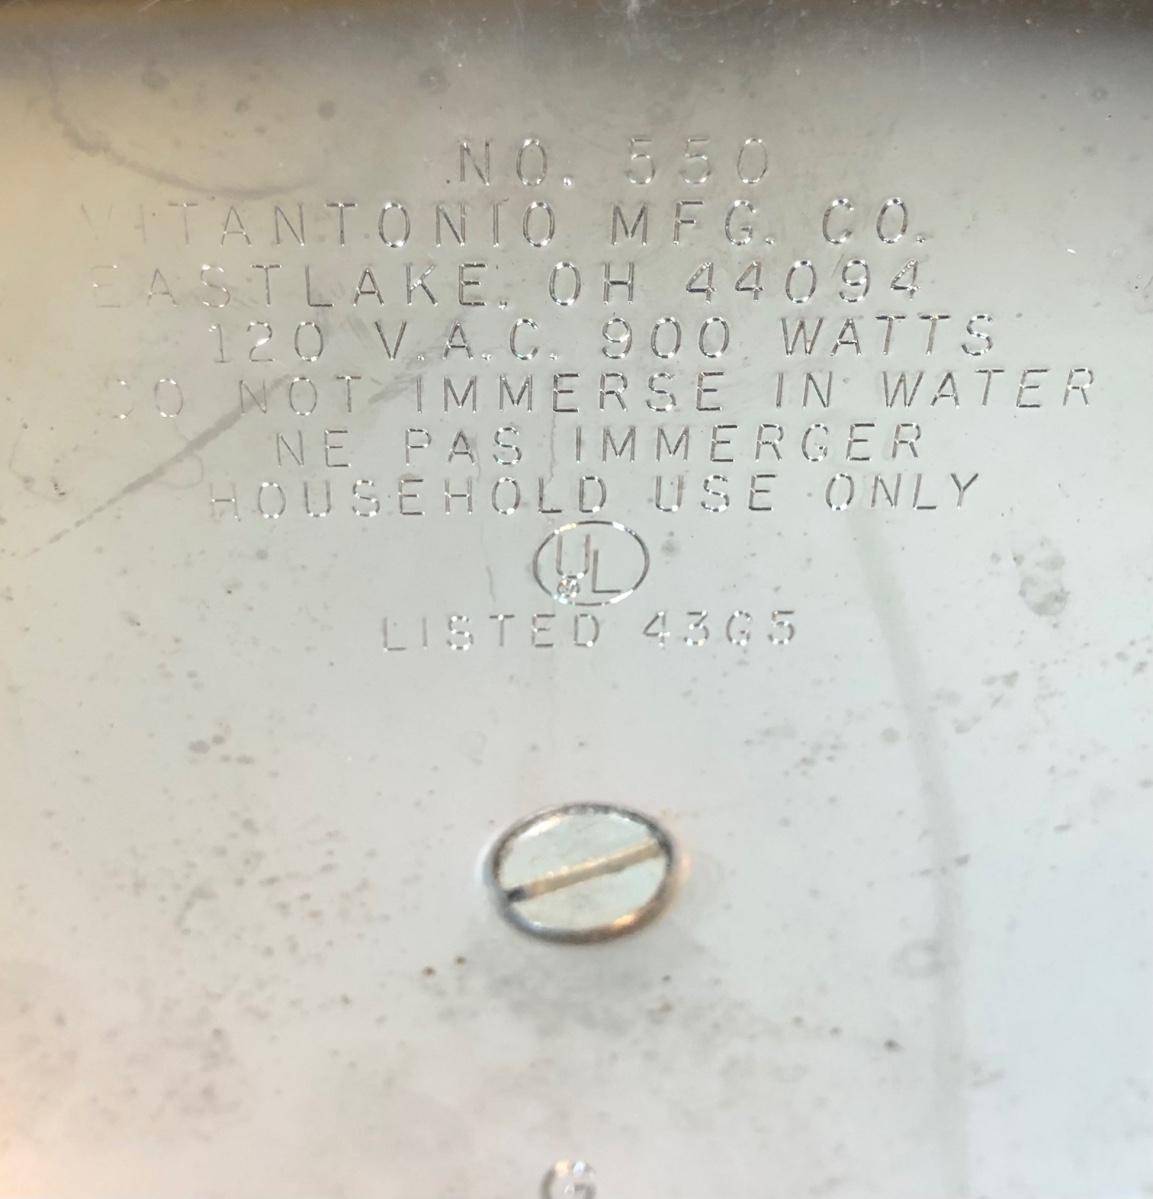 NO. 550
VITANTONIO MFG. CO.
EASTLAKE, OH 44094
120 V.A.C. 900 WATTS
DO NOT IMMERSE IN WATER
NE PAS IMMERGER
HOUSEHOLD USE ONLY
UL
LISTED 43G5
G